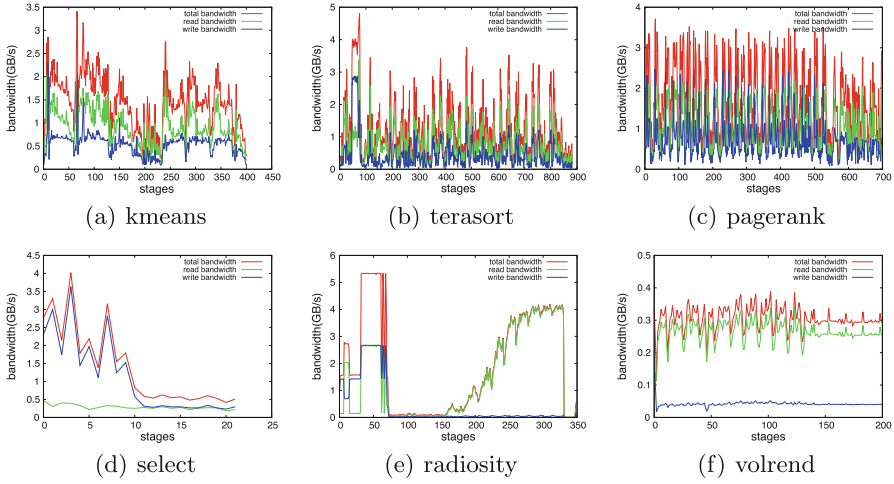 total bandwidth
read bandwidth
write bandwidth
bandwidth(GB/s)
3.5
3
2.5
2
1.5
1
0.5
0
0 50 100 150 200 250 300 350 400 450
stages
(a) kmeans
total bandwidth
read bandwidth
write bandwidth
bandwidth(GB/s)
5
4
3
2
1
0
0 100 200 300 400 500 600 700 800 900
stages
(b) terasort
total bandwidth
read bandwidth
write bandwidth
bandwidth(GB/s)
4
3
2
1
0
0 100 200 300 400 500 600 700
stages
(c) pagerank
total bandwidth
read bandwidth
write bandwidth
bandwidth(GB/s)
4.5
4
3.5
3
2.5
2
1.5
1
0.5
0
0 5 10 15 20 25
stages
(d) select
total bandwidth
read bandwidth
write bandwidth
bandwidth(GB/s)
6
5
4
3
2
1
0
0 50 100 150 200 250 300 350
stages
(e) radiosity
total bandwidth
read bandwidth
write bandwidth
bandwidth(GB/s)
0.5
0.4
0.3
0.2
0.1
0
0 50 100 150 200
stages
(f) volrend